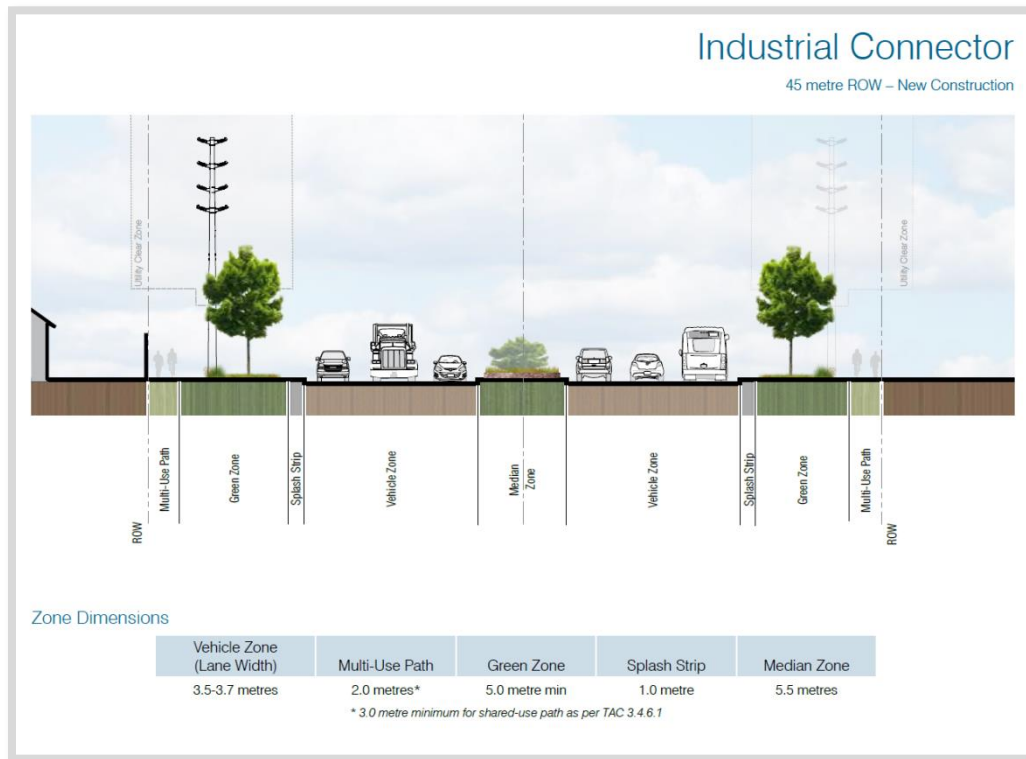 Industrial Connector
45 metre ROW – New Construction
Utility Clear Zone
Utility Clear Zone
ROW
Multi-Use Path
Green Zone
Splash Strip
Vehicle Zone
Median
Zone
Vehicle Zone
Splash Strip
Green Zone
Multi-Use Path
ROW
Zone Dimensions
Vehicle Zone
(Lane Width) Multi-Use Path Green Zone Splash Strip Median Zone
3.5-3.7 metres 2.0 metres* 5.0 metre min 1.0 metre 5.5 metres
* 3.0 metre minimum for shared-use path as per TAC 3.4.6.1